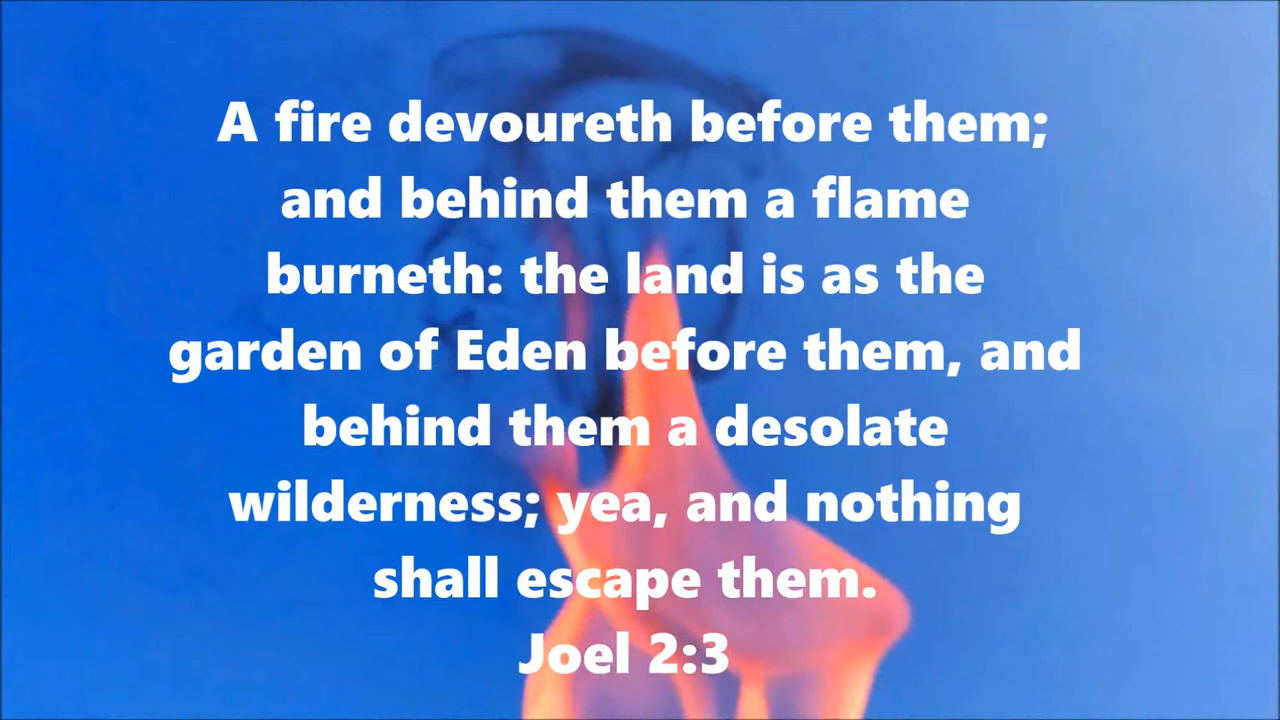 A fire devoureth before them;
and behind them a flame
burneth: the land is as the
garden of Eden before them, and
behind them a desolate
wilderness; yea, and nothing
shall escape them.
Joel 2:3